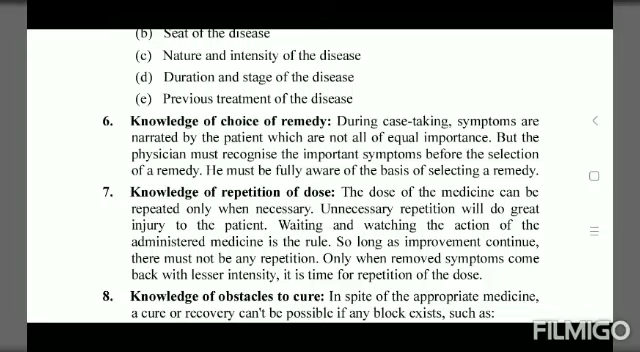 (b) Seat of the disease
(c) Nature and intensity of the disease
(d) Duration and stage of the disease
(e) Previous treatment of the disease
6. Knowledge of choice of remedy: During case-taking, symptoms are
narrated by the patient which are not all of equal importance. But the
physician must recognise the important symptoms before the selection
of a remedy. He must be fully aware of the basis of selecting a remedy.
7. Knowledge of repetition of dose: The dose of the medicine can be
repeated only when necessary. Unnecessary repetition will do great
injury to the patient. Waiting and watching the action of the
administered medicine is the rule. So long as improvement continue,
there must not be any repetition. Only when removed symptoms come
back with lesser intensity, it is time for repetition of the dose.
8. Knowledge of obstacles to cure: In spite of the appropriate medicine,
a cure or recovery can't be possible if any block exists, such as:
FILMIGO